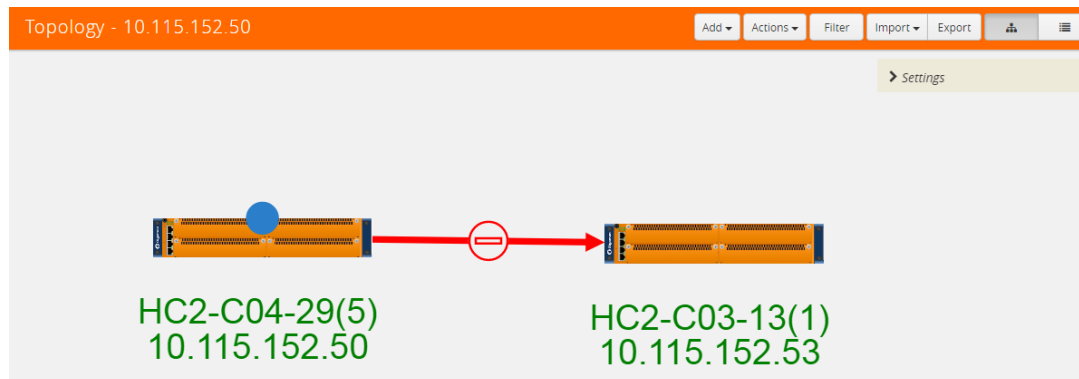 Topology - 10.115.152.50
Add Actions Filter Import Export
Settings
HC2-C04-29(5)
10.115.152.50
HC2-C03-13(1)
10.115.152.53